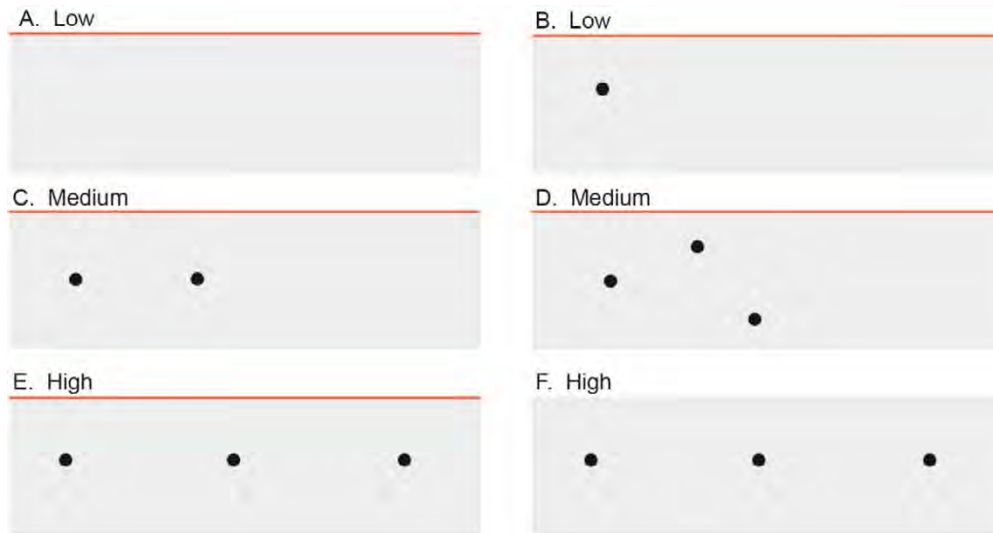 A. Low
B. Low
C. Medium
D. Medium
E. High
F. High